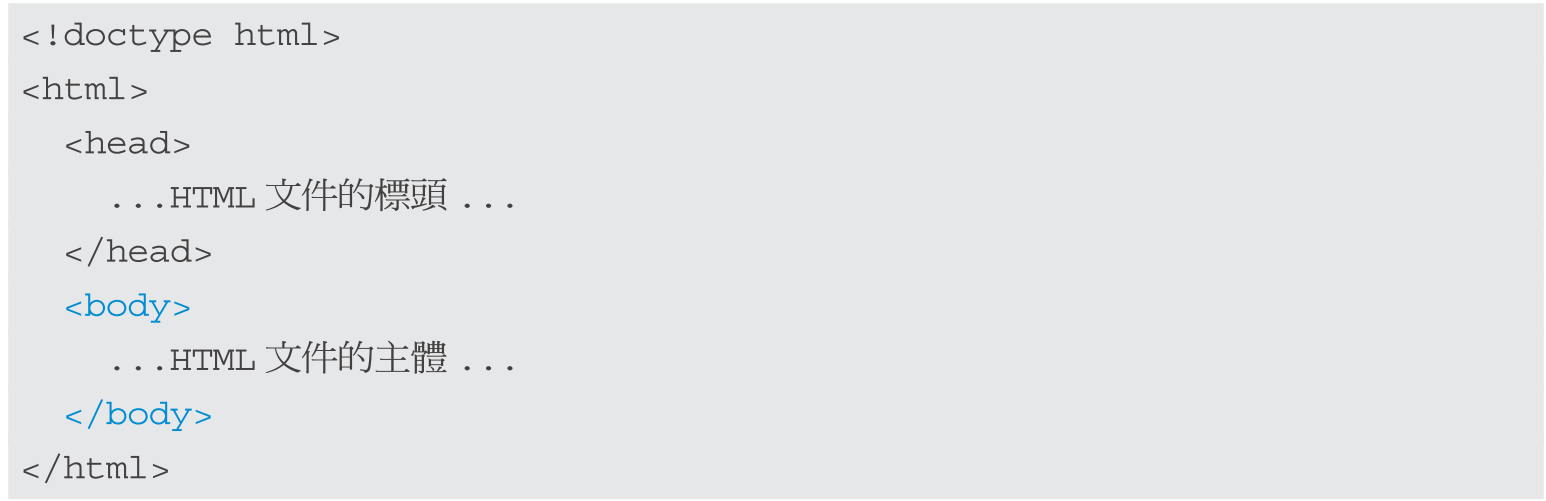 <!doctype html>
<html>
  <head>
    ...HTML 文件的標頭 ...
  </head>
  <body>
    ...HTML 文件的主體 ...
  </body>
</html>